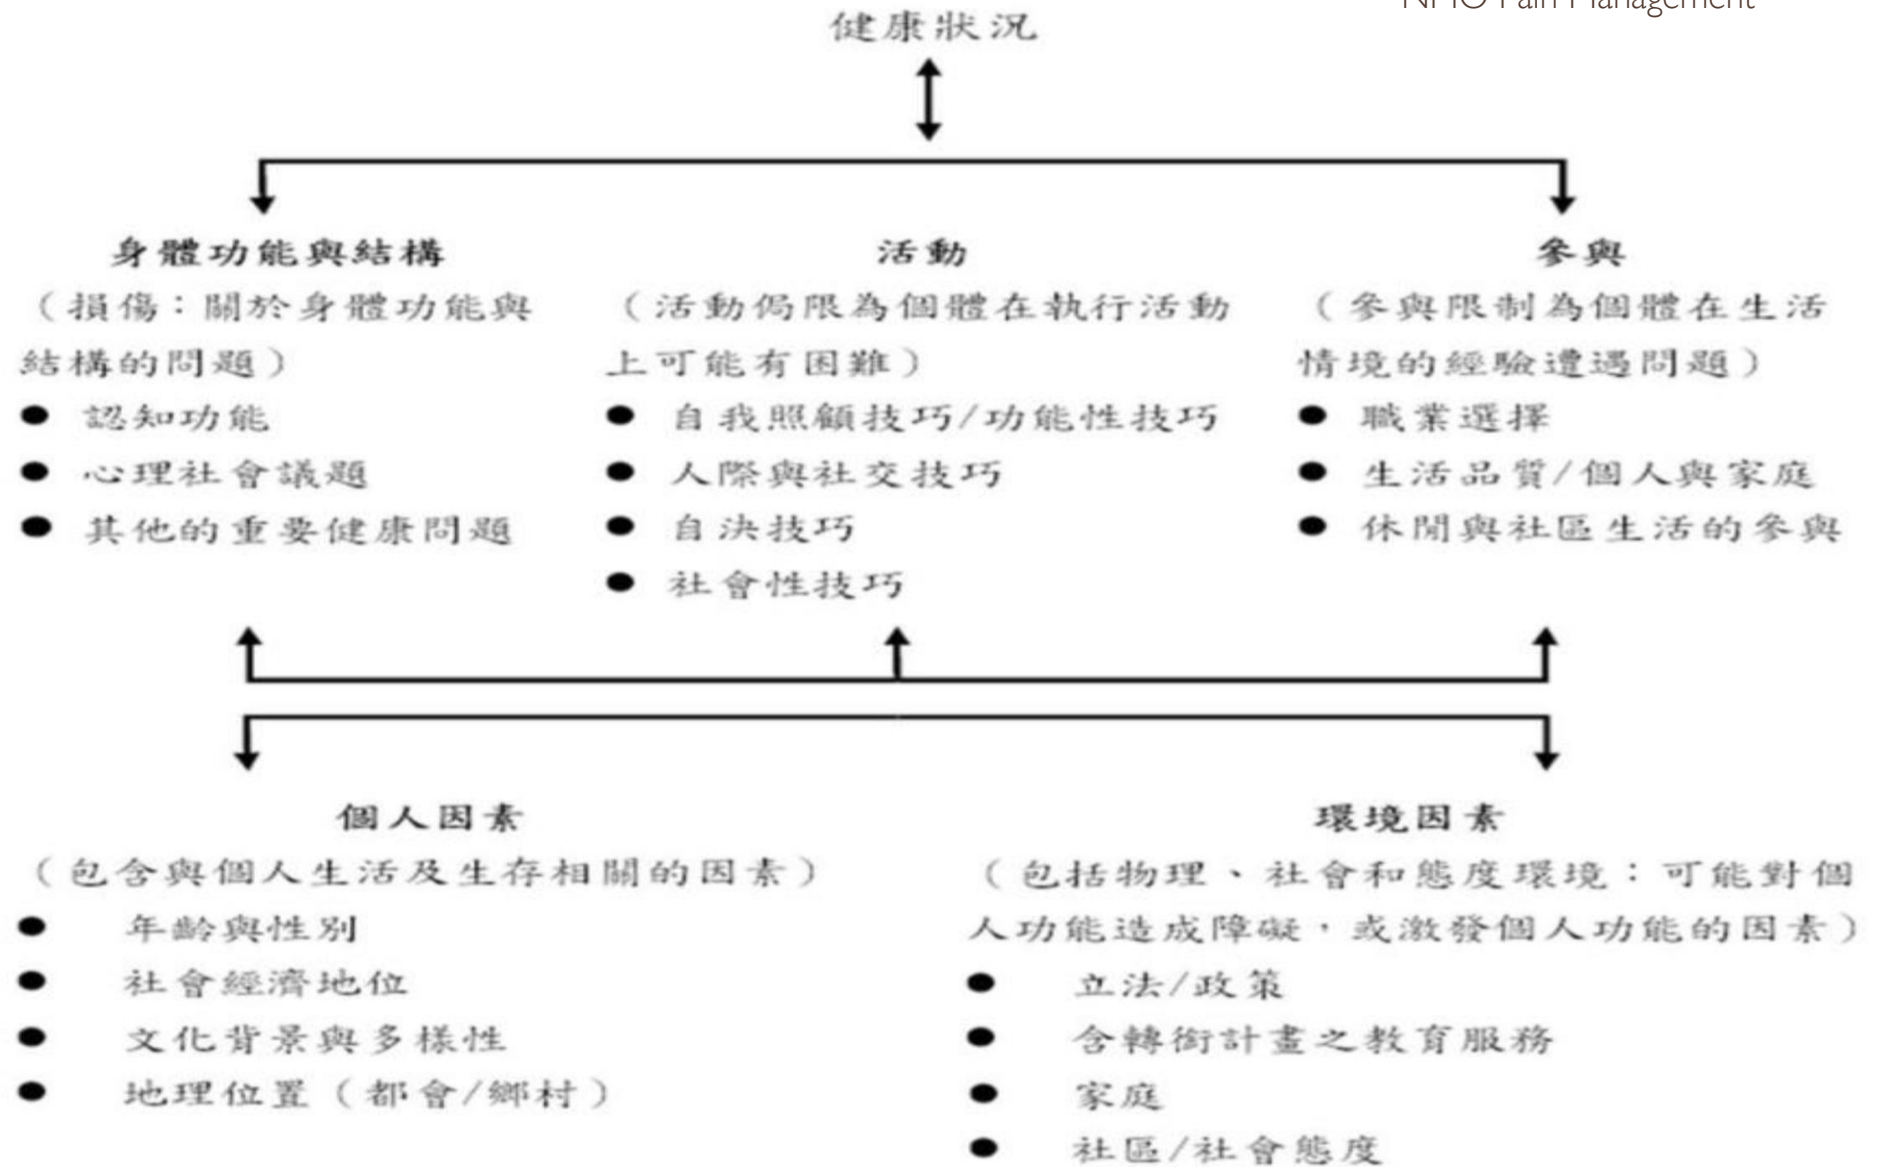 NMO Pain Management
健康狀況
身體功能與結構
（損傷：關於身體功能與
結構的問題）
● 認知功能
● 心理社會議題
● 其他的重要健康問題
活動
（活動侷限為個體在執行活動
上可能有困難）
● 自我照顧技巧/功能性技巧
● 人際與社交技巧
● 自決技巧
● 社會性技巧
參與
（參與限制為個體在生活
情境的經驗遭遇問題）
● 職業選擇
● 生活品質/個人與家庭
● 休閒與社區生活的參與
個人因素
（包含與個人生活及生存相關的因素）
● 年齡與性別
● 社會經濟地位
● 文化背景與多樣性
● 地理位置（都會/鄉村）
環境因素
（包括物理、社會和態度環境：可能對個
人功能造成障礙，或激發個人功能的因素）
● 立法/政策
● 含轉銜計畫之教育服務
● 家庭
● 社區/社會態度